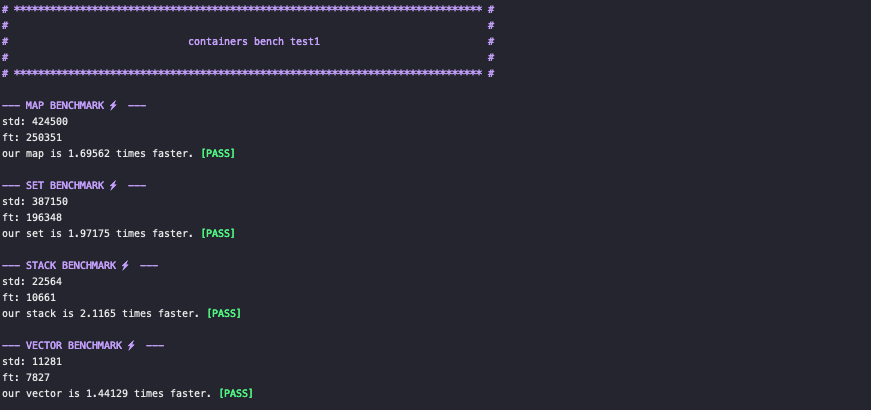 # ****************************************************************************** #
# #
# containers bench test1 #
# #
# ****************************************************************************** #
--- MAP BENCHMARK ⚡ ---
std: 424500
ft: 250351
our map is 1.69562 times faster. [PASS]
--- SET BENCHMARK ⚡ ---
std: 387150
ft: 196348
our set is 1.97175 times faster. [PASS]
--- STACK BENCHMARK ⚡ ---
std: 22564
ft: 10661
our stack is 2.1165 times faster. [PASS]
--- VECTOR BENCHMARK ⚡ ---
std: 11281
ft: 7827
our vector is 1.44129 times faster. [PASS]